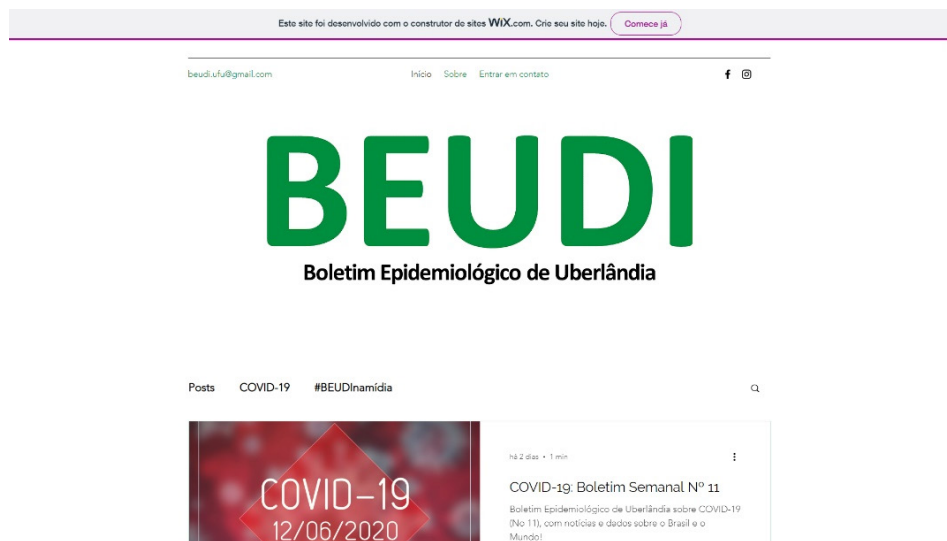 Este site foi desenvolvido com o construtor de sites WiX.com. Crie seu site hoje. Comece já
beudi.ufu@gmail.com Início Sobre Entrar em contato
BEUDI
Boletim Epidemiológico de Uberlândia
Posts COVID-19 #BEUDInamídia
há 2 dias • 1 min
COVID-19
12/06/2020
COVID-19: Boletim Semanal Nº 11
Boletim Epidemiológico de Uberlândia sobre COVID-19
(No 11), com notícias e dados sobre o Brasil e o
Mundo!